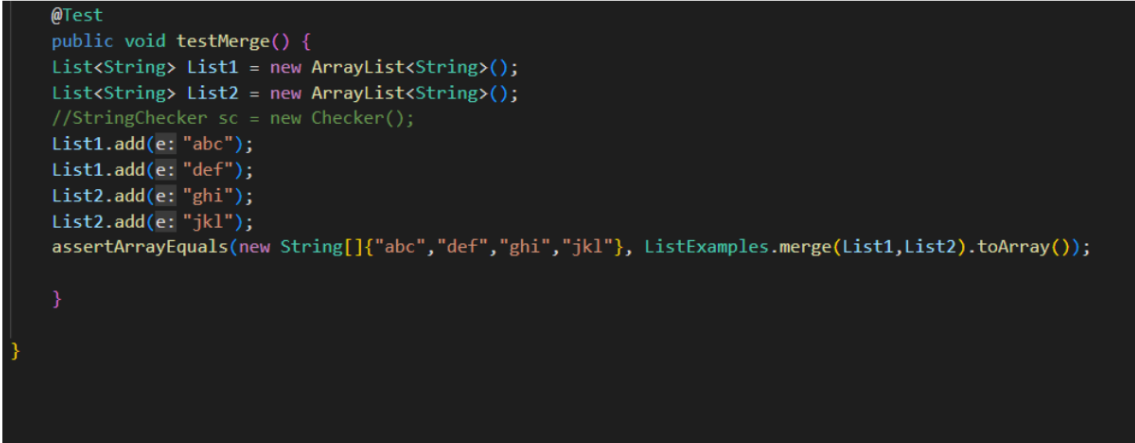 @Test
public void testMerge() {
List<String> List1 = new ArrayList<String>();
List<String> List2 = new ArrayList<String>();
//StringChecker sc = new Checker();
List1.add(e: "abc");
List1.add(e: "def");
List2.add(e: "ghi");
List2.add(e: "jkl");
assertArrayEquals(new String[]{"abc","def","ghi","jkl"}, ListExamples.merge(List1,List2).toArray());
}
}